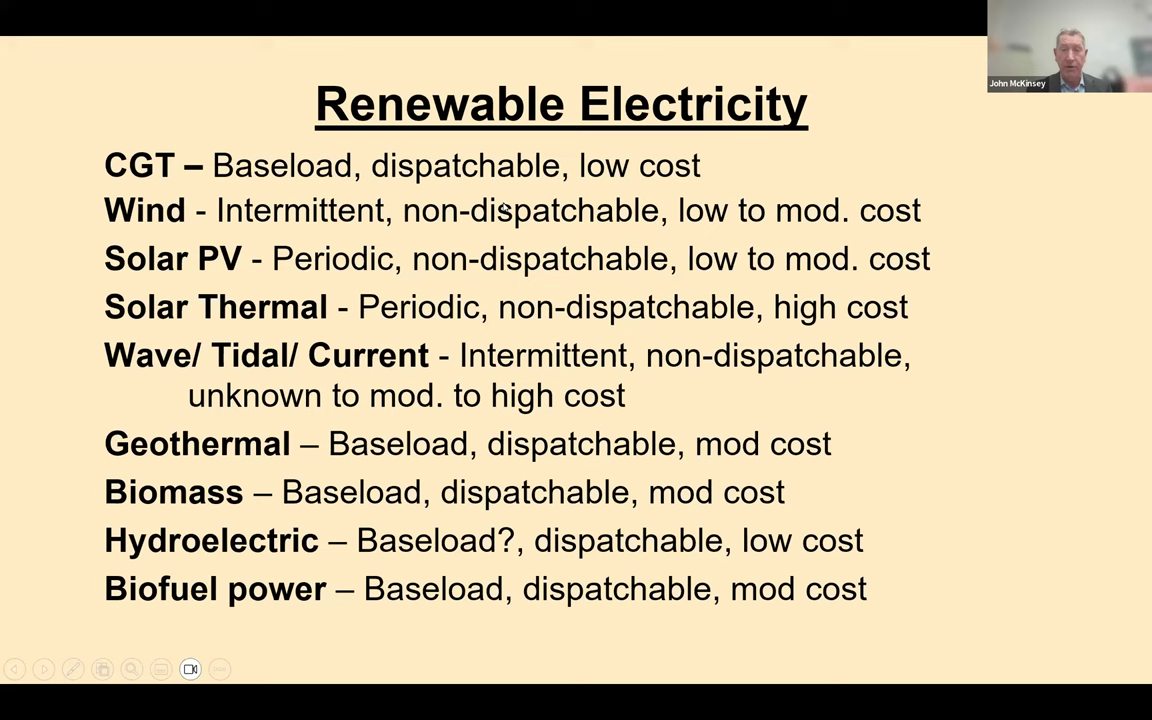 John McKinsey
Renewable Electricity
CGT – Baseload, dispatchable, low cost
Wind - Intermittent, non-dispatchable, low to mod. cost
Solar PV - Periodic, non-dispatchable, low to mod. cost
Solar Thermal - Periodic, non-dispatchable, high cost
Wave/ Tidal/ Current - Intermittent, non-dispatchable,
unknown to mod. to high cost
Geothermal – Baseload, dispatchable, mod cost
Biomass – Baseload, dispatchable, mod cost
Hydroelectric – Baseload?, dispatchable, low cost
Biofuel power – Baseload, dispatchable, mod cost